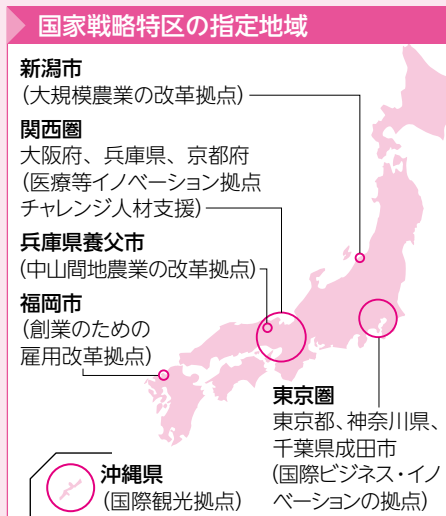 国家戦略特区の指定地域
新潟市
(大規模農業の改革拠点)
関西圏
大阪府、兵庫県、京都府
(医療等イノベーション拠点
チャレンジ人材支援)
兵庫県養父市
(中山間地農業の改革拠点)
福岡市
(創業のための
雇用改革拠点)
東京圏
東京都、神奈川県、
千葉県成田市
(国際ビジネス・イノ
ベーションの拠点)
沖縄県
(国際観光拠点)